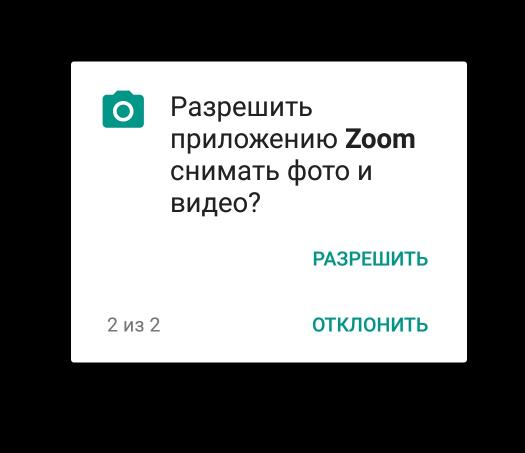 Разрешить
приложению Zoom
снимать фото и
видео?
РАЗРЕШИТЬ
2 из 2
ОТКЛОНИТЬ